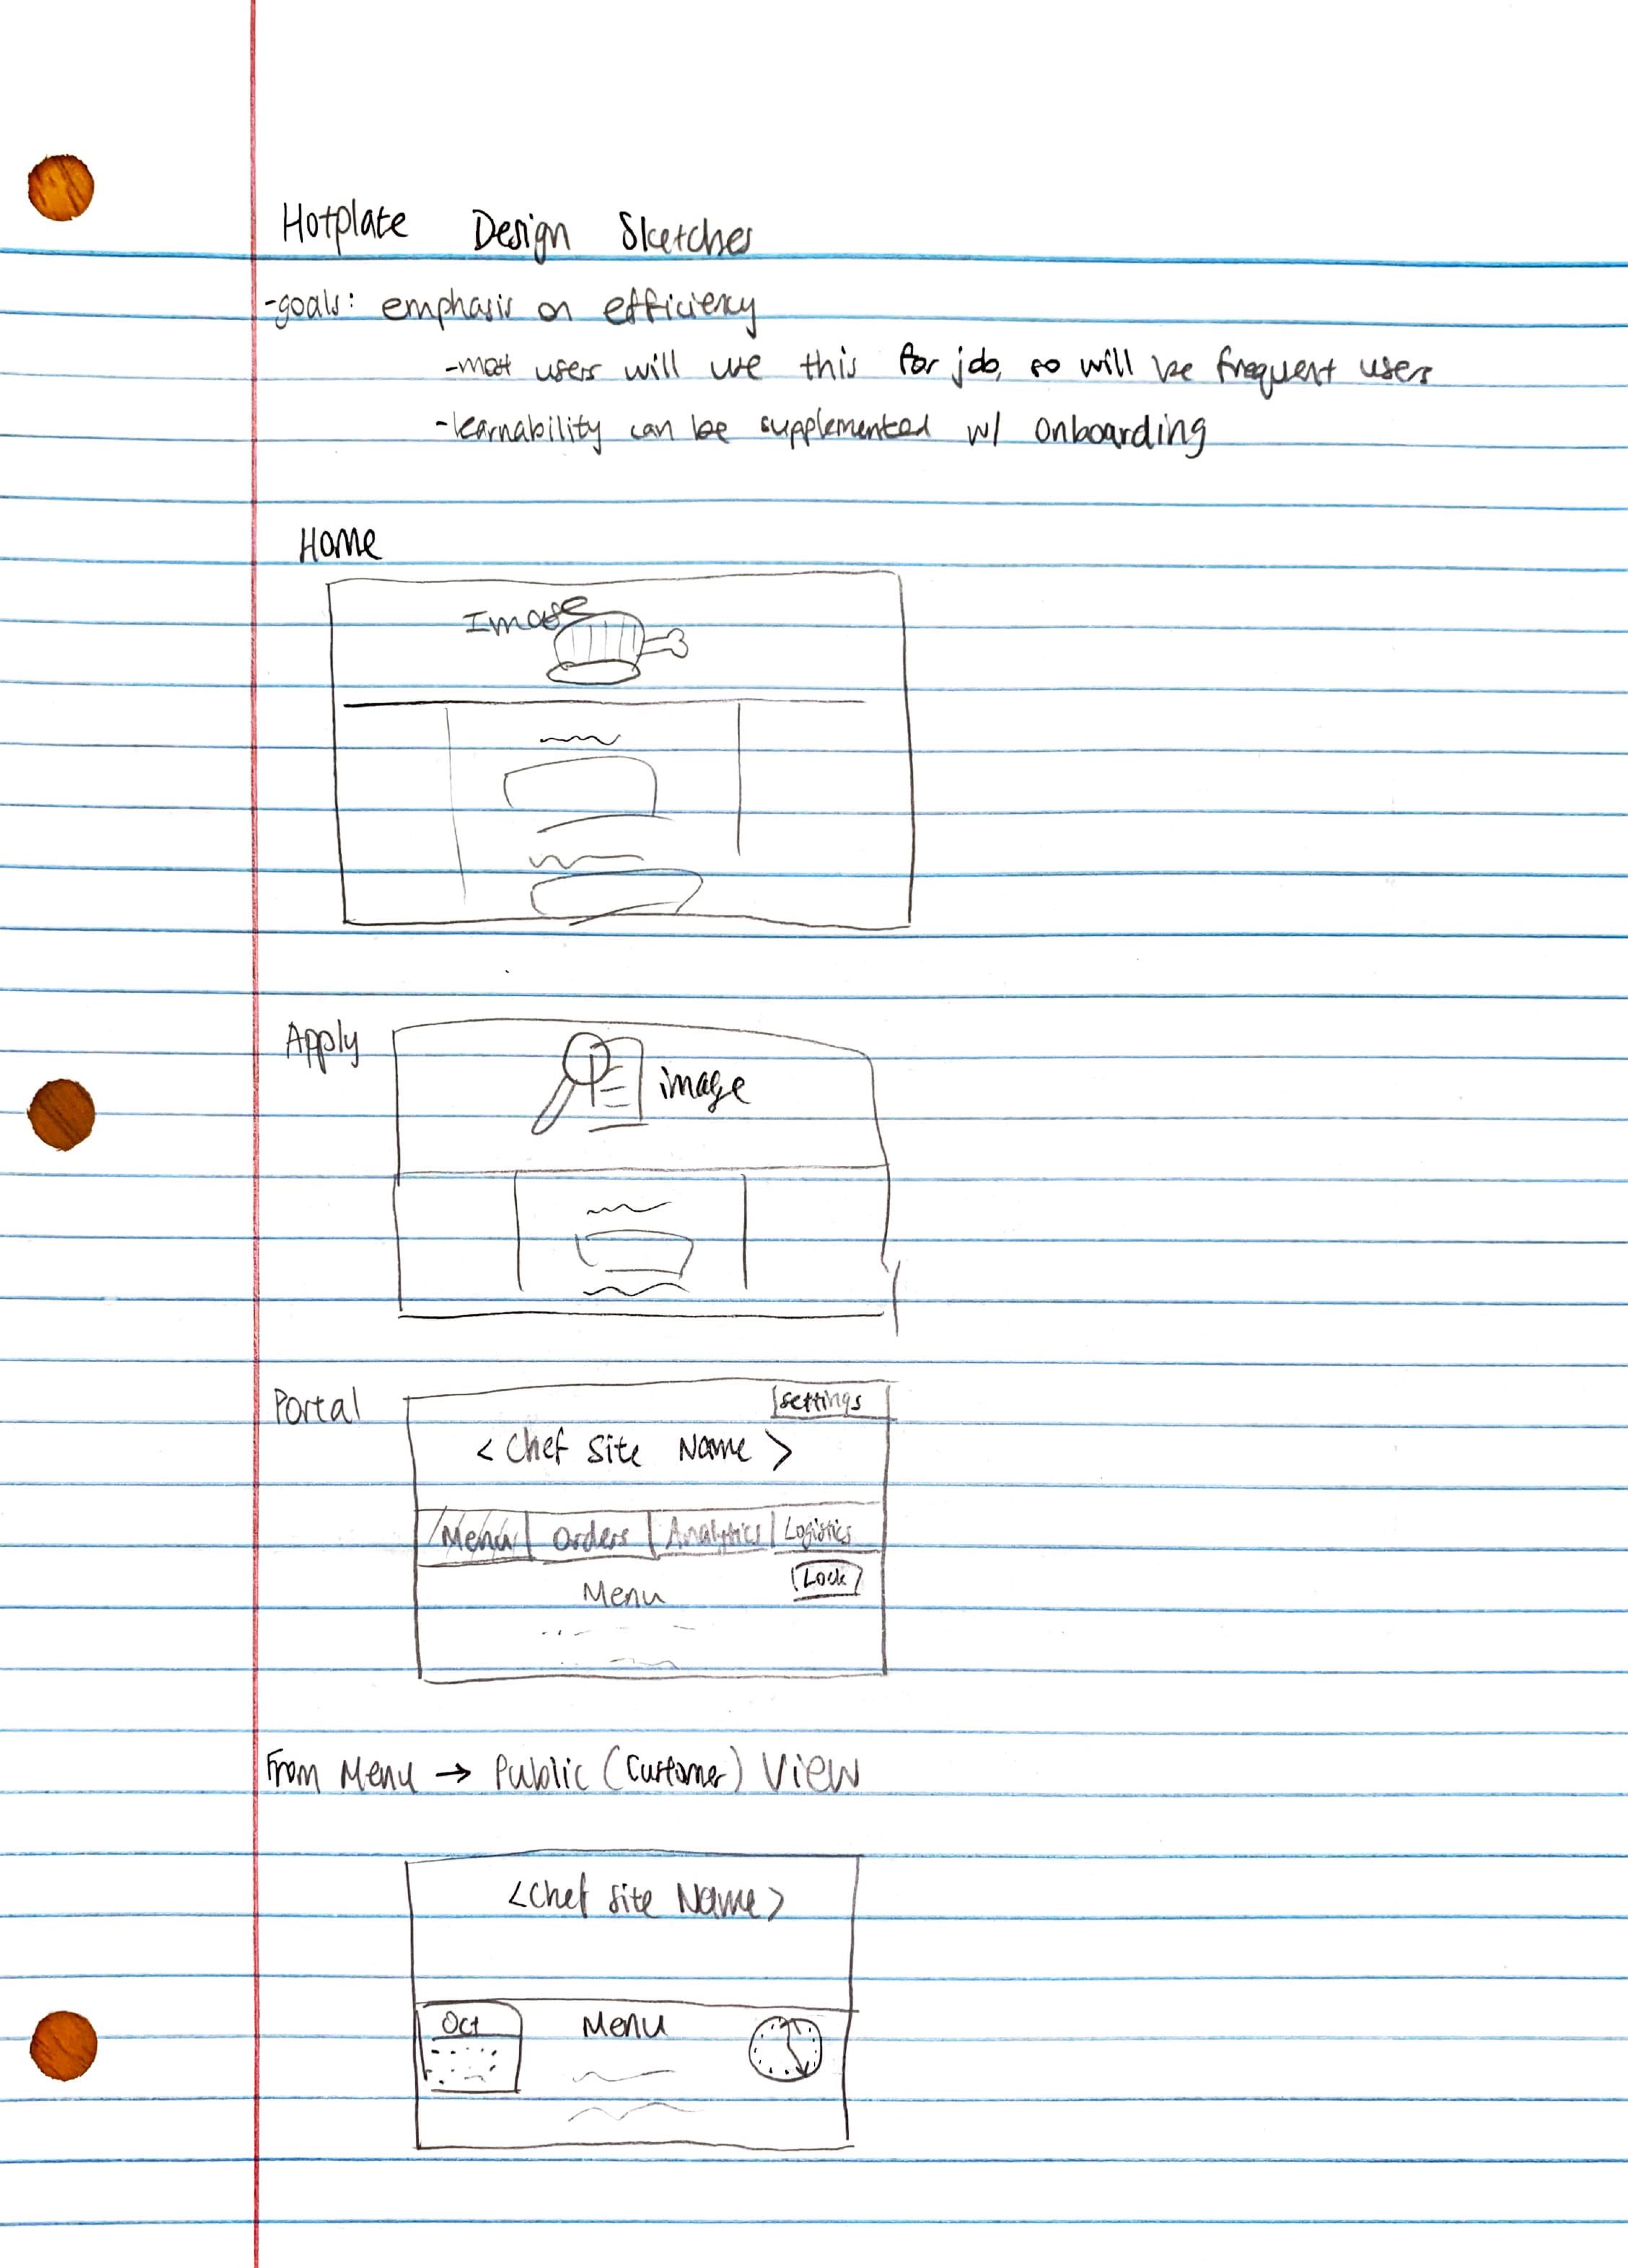 Hotplate Design Sketches
-goals: emphasis on efficiency
-most users will use this for job, so will be frequent users
-learnability can be supplemented w/ onboarding
Home
Image
Apply
image
Portal
settings
<Chef Site Name>
Menu Orders Analytics Logistics
Menu
Lock
From Menu → Public (Customer) View
<Chef Site Name>
Oct
Menu